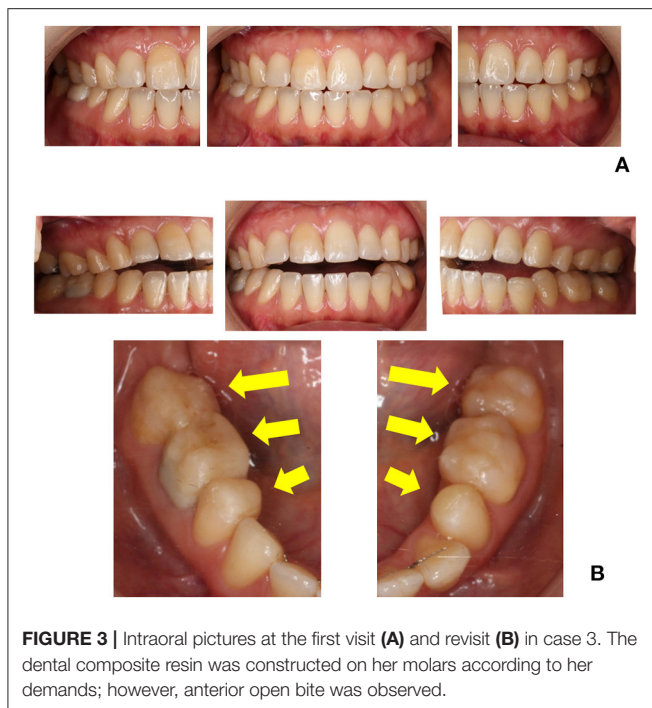 A
B
FIGURE 3 | Intraoral pictures at the first visit (A) and revisit (B) in case 3. The
dental composite resin was constructed on her molars according to her
demands; however, anterior open bite was observed.